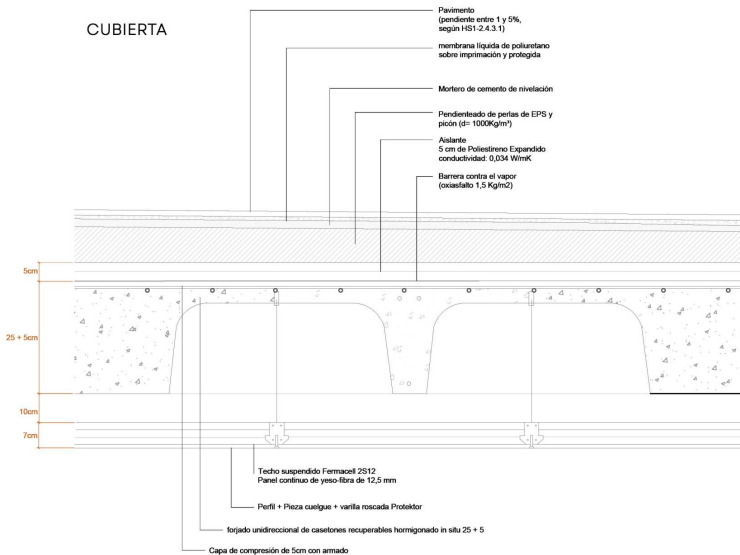 CUBIERTA
Pavimento
(pendiente entre 1 y 5%,
según HS1-2.4.3.1)
membrana líquida de poliuretano
sobre imprimación y protegida
Mortero de cemento de nivelación
Pendienteado de perlas de EPS y
picón (d= 1000Kg/m³)
Aislante
5 cm de Poliestireno Expandido
conductividad: 0,034 W/mK
Barrera contra el vapor
(oxiasfalto 1,5 Kg/m2)
5cm
25 + 5cm
10cm
7cm
Techo suspendido Fermacell 2S12
Panel continuo de yeso-fibra de 12,5 mm
Perfil + Pieza cuelgue + varilla roscada Protektor
forjado unidireccional de casetones recuperables hormigonado in situ 25 + 5
Capa de compresión de 5cm con armado